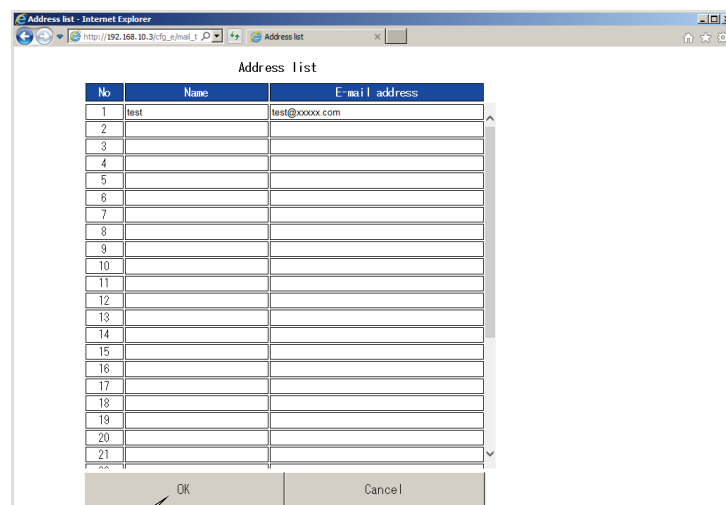 Address list - Internet Explorer
http://192.168.10.3/cfg_e/mail_t
Address list
Address list
No Name E-mail address
1 test test@xxxxx.com
2
3
4
5
6
7
8
9
10
11
12
13
14
15
16
17
18
19
20
21
OK Cancel